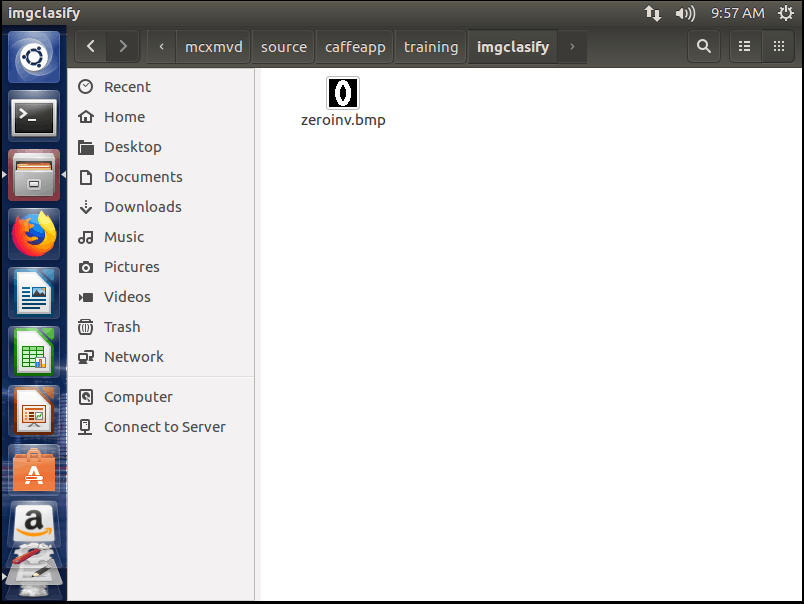 imgclasify
9:57 AM
mcxmvd source caffeapp training imgclasify
Recent
Home
Desktop
Documents
Downloads
Music
Pictures
Videos
Trash
Network
Computer
Connect to Server
0
zeroinv.bmp
>_
A
a